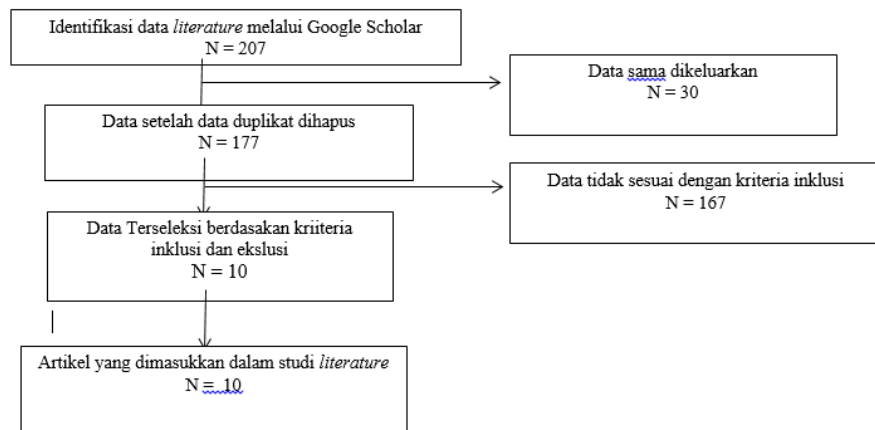 Identifikasi data literature melalui Google Scholar
N = 207
Data sama dikeluarkan
N = 30
Data setelah data duplikat dihapus
N = 177
Data tidak sesuai dengan kriteria inklusi
N = 167
Data Terseleksi berdasakan kriiteria
inklusi dan ekslusi
N = 10
Artikel yang dimasukkan dalam studi literature
N = 10